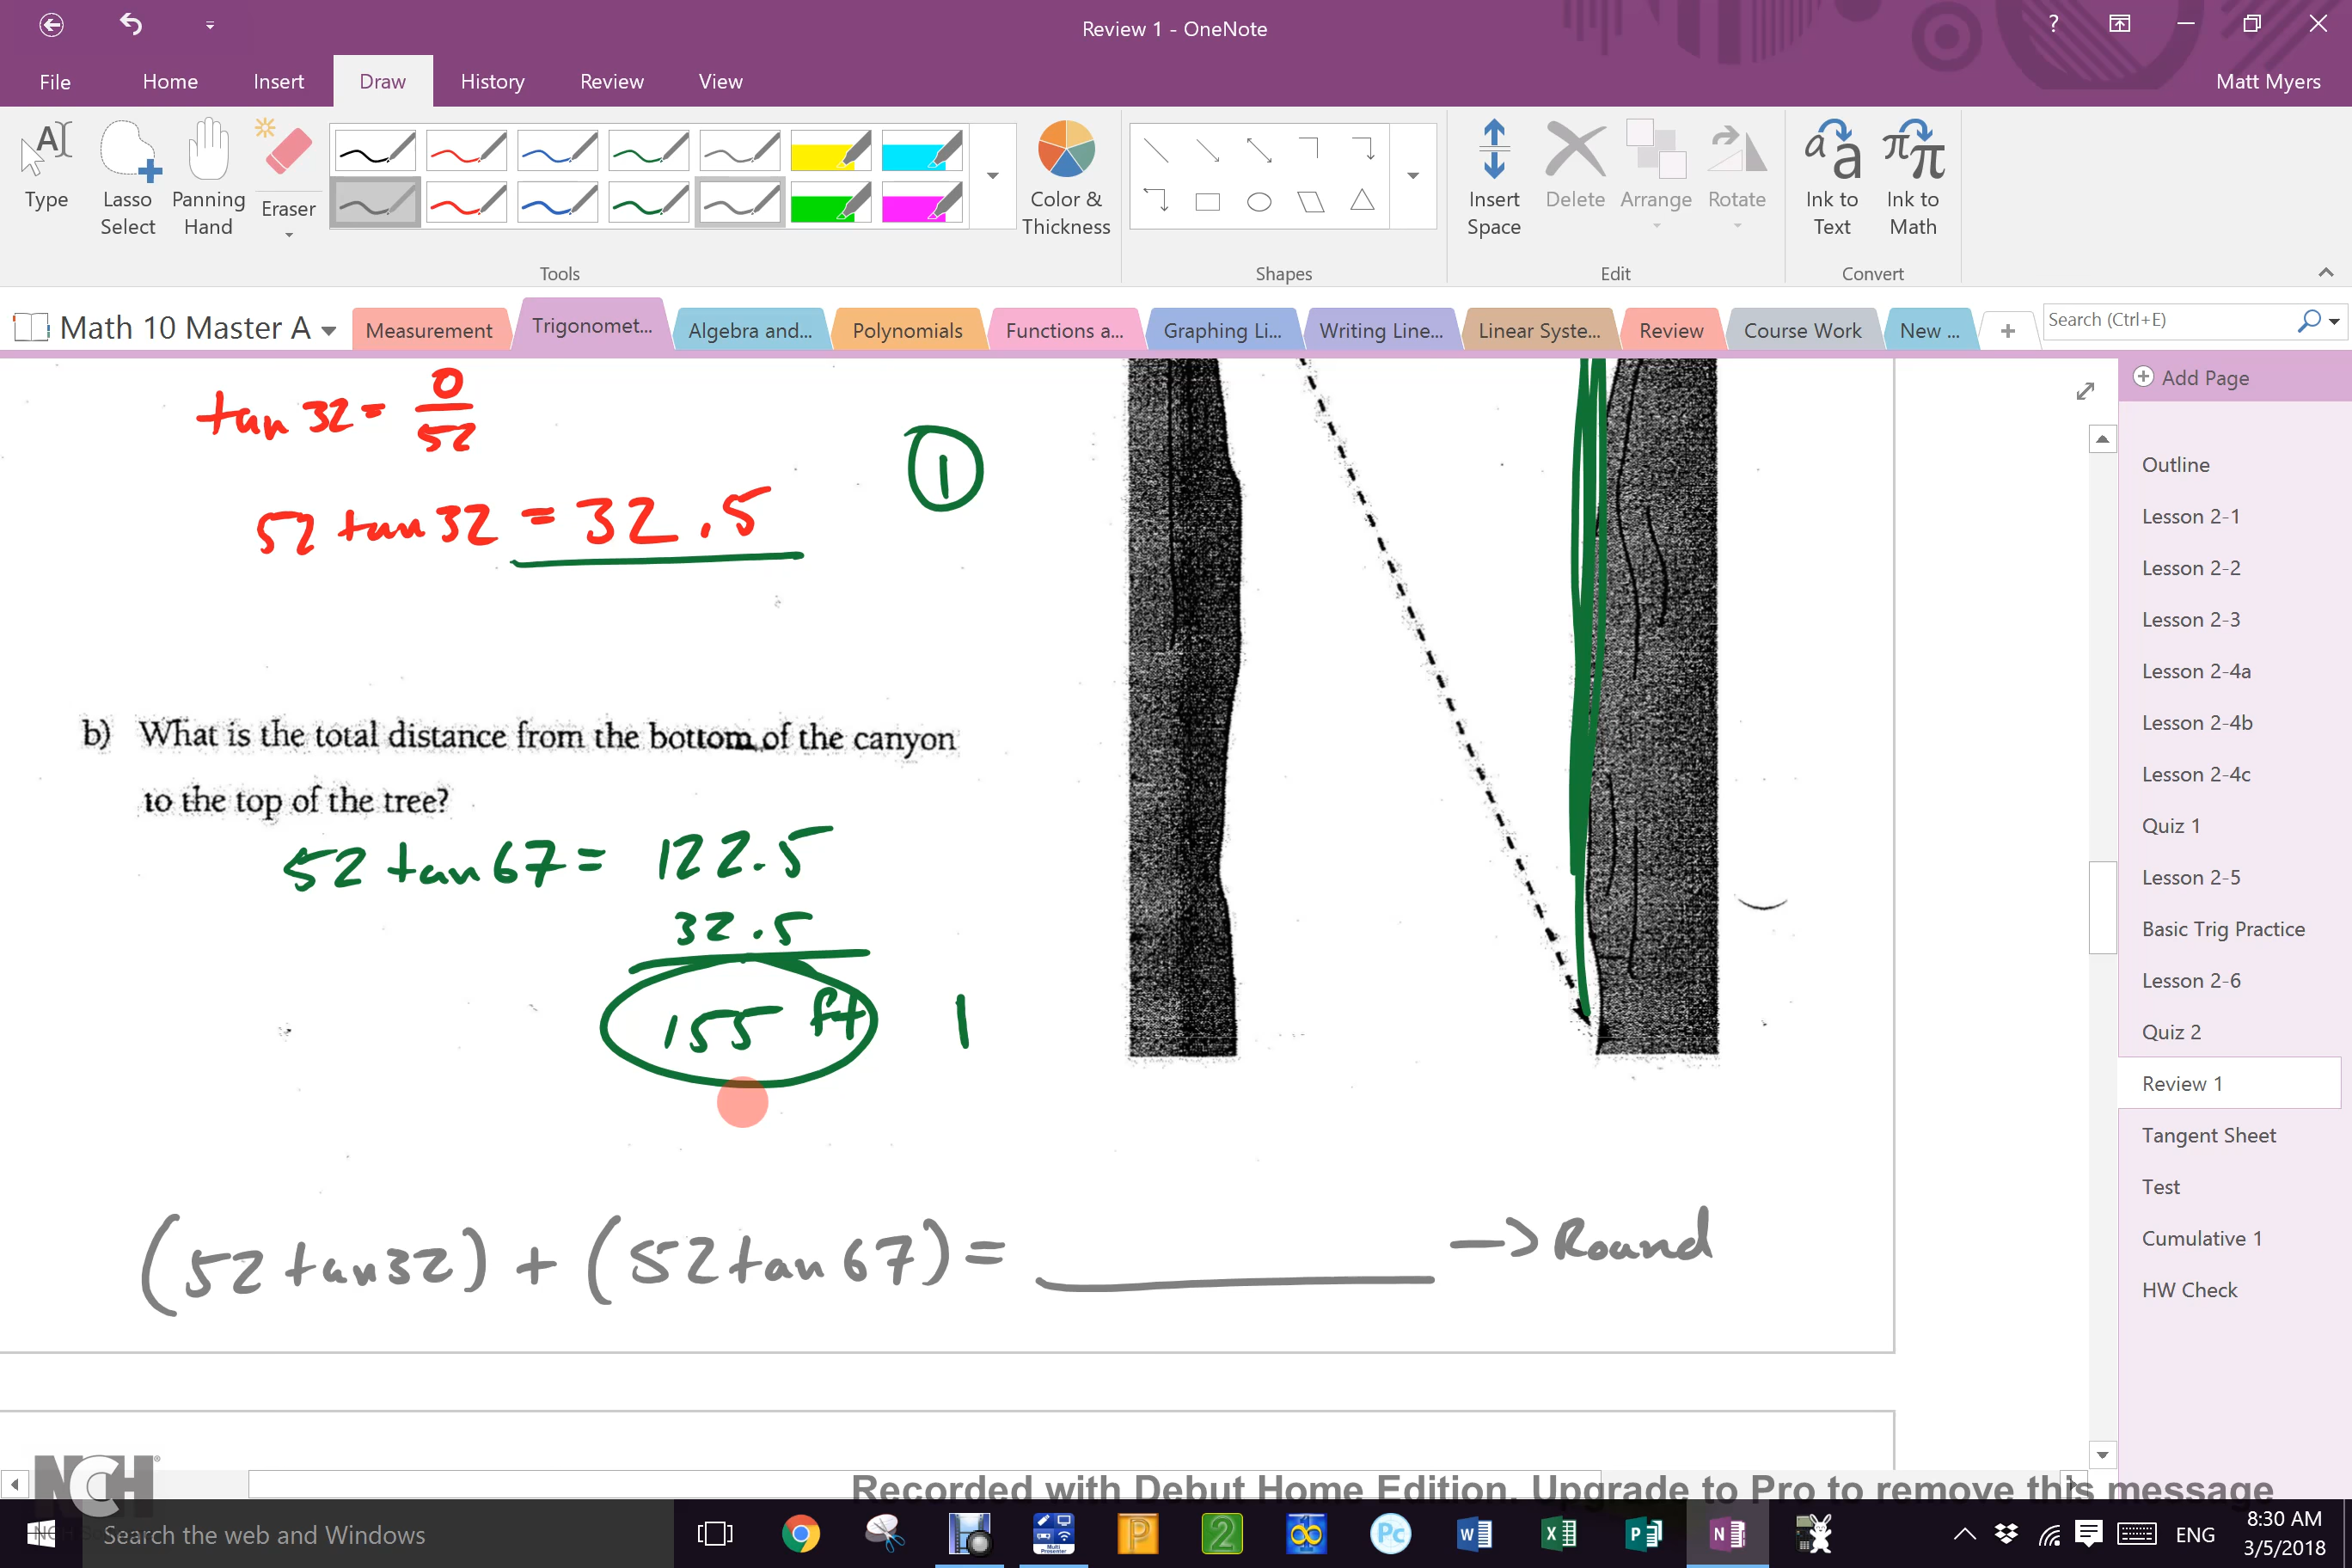 Review 1 - OneNote
?
File Home Insert Draw History Review View Matt Myers
Type
Lasso Select
Panning Hand
Eraser
Color & Thickness
Insert Space
Delete
Arrange
Rotate
Ink to Text
Ink to Math
Tools Shapes Edit Convert
Math 10 Master A Measurement Trigonomet... Algebra and... Polynomials Functions a... Graphing Li... Writing Line... Linear Syste... Review Course Work New ... + Search (Ctrl+E)
Add Page
Outline
Lesson 2-1
Lesson 2-2
Lesson 2-3
Lesson 2-4a
Lesson 2-4b
Lesson 2-4c
Quiz 1
Lesson 2-5
Basic Trig Practice
Lesson 2-6
Quiz 2
Review 1
Tangent Sheet
Test
Cumulative 1
HW Check
tan 32 = O/52
52 tan 32 = 32.5
1
b) What is the total distance from the bottom of the canyon
to the top of the tree?
52 tan 67 = 122.5
32.5
155 ft 1
(52 tan 32) + (52 tan 67) = ________ -> Round
NCH
Recorded with Debut Home Edition. Upgrade to Pro to remove this message
Search the web and Windows
ENG
8:30 AM
3/5/2018